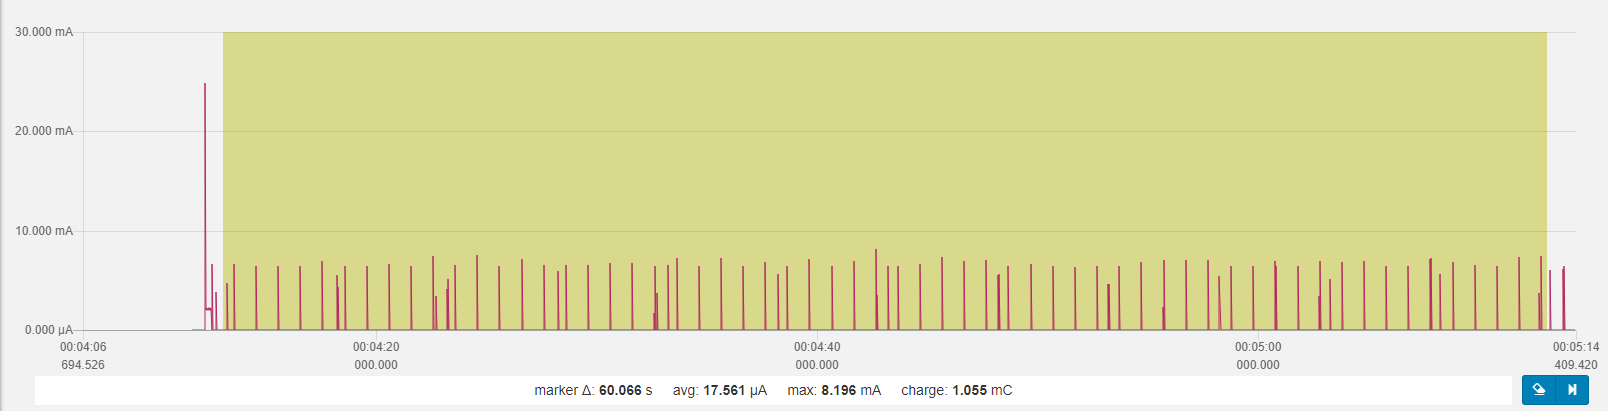 30.000 mA
20.000 mA
10.000 mA
0.000 µA
00:04:06 00:04:20 00:04:40 00:05:00 00:05:14
694.526 000.000 000.000 000.000 409.420
marker Δ: 60.066 s avg: 17.561 µA max: 8.196 mA charge: 1.055 mC